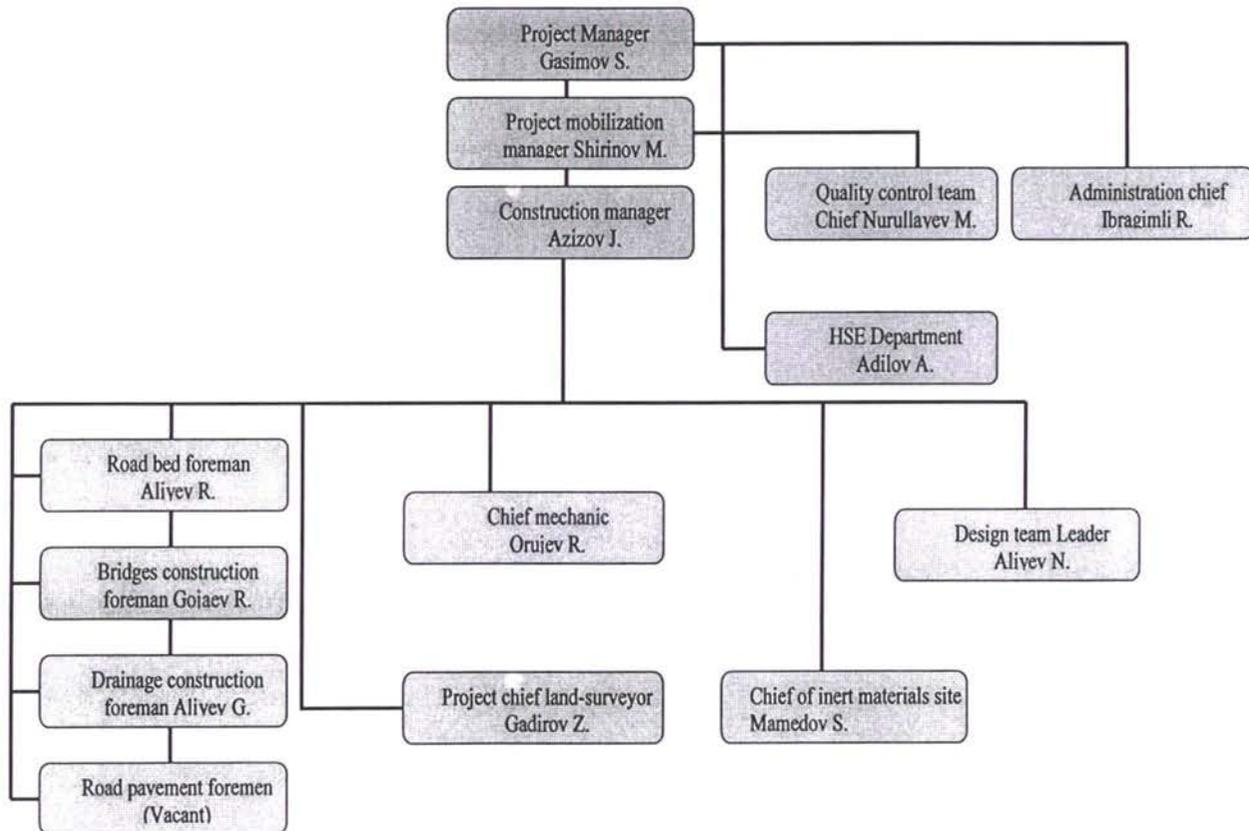 Project Manager
Gasimov S.
Project mobilization
manager Shirinov M.
Construction manager
Azizov J.
Quality control team
Chief Nurullayev M.
Administration chief
Ibragimli R.
HSE Department
Adilov A.
Road bed foreman
Aliyev R.
Bridges construction
foreman Gojaev R.
Drainage construction
foreman Aliyev G.
Road pavement foremen
(Vacant)
Chief mechanic
Orujev R.
Project chief land-surveyor
Gadirov Z.
Chief of inert materials site
Mamedov S.
Design team Leader
Aliyev N.